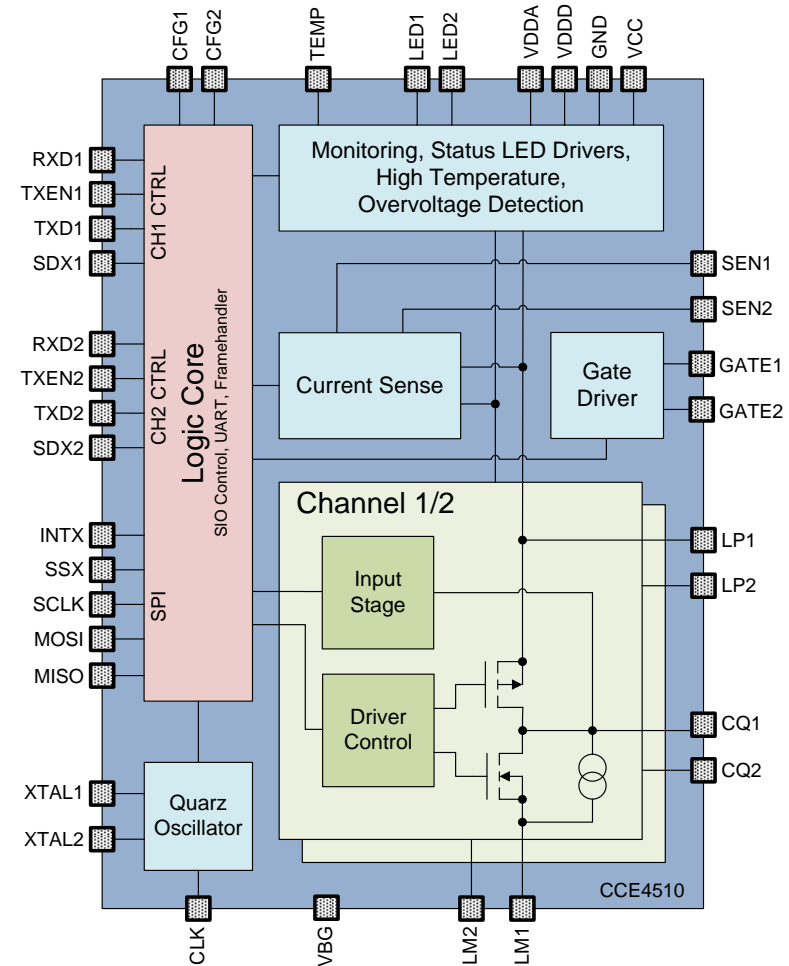 CFG1
CFG2
TEMP
LED1
LED2
VDDA
VDDD
GND
VCC
RXD1
TXEN1
TXD1
SDX1
RXD2
TXEN2
TXD2
SDX2
INTX
SSX
SCLK
MOSI
MISO
XTAL1
XTAL2
CH1 CTRL
CH2 CTRL
SPI
Logic Core
SIO Control, UART, Framehandler
Monitoring, Status LED Drivers,
High Temperature,
Overvoltage Detection
Current Sense
Gate
Driver
Channel 1/2
Input
Stage
Driver
Control
Quarz
Oscillator
SEN1
SEN2
GATE1
GATE2
LP1
LP2
CQ1
CQ2
CCE4510
CLK
VBG
LM2
LM1